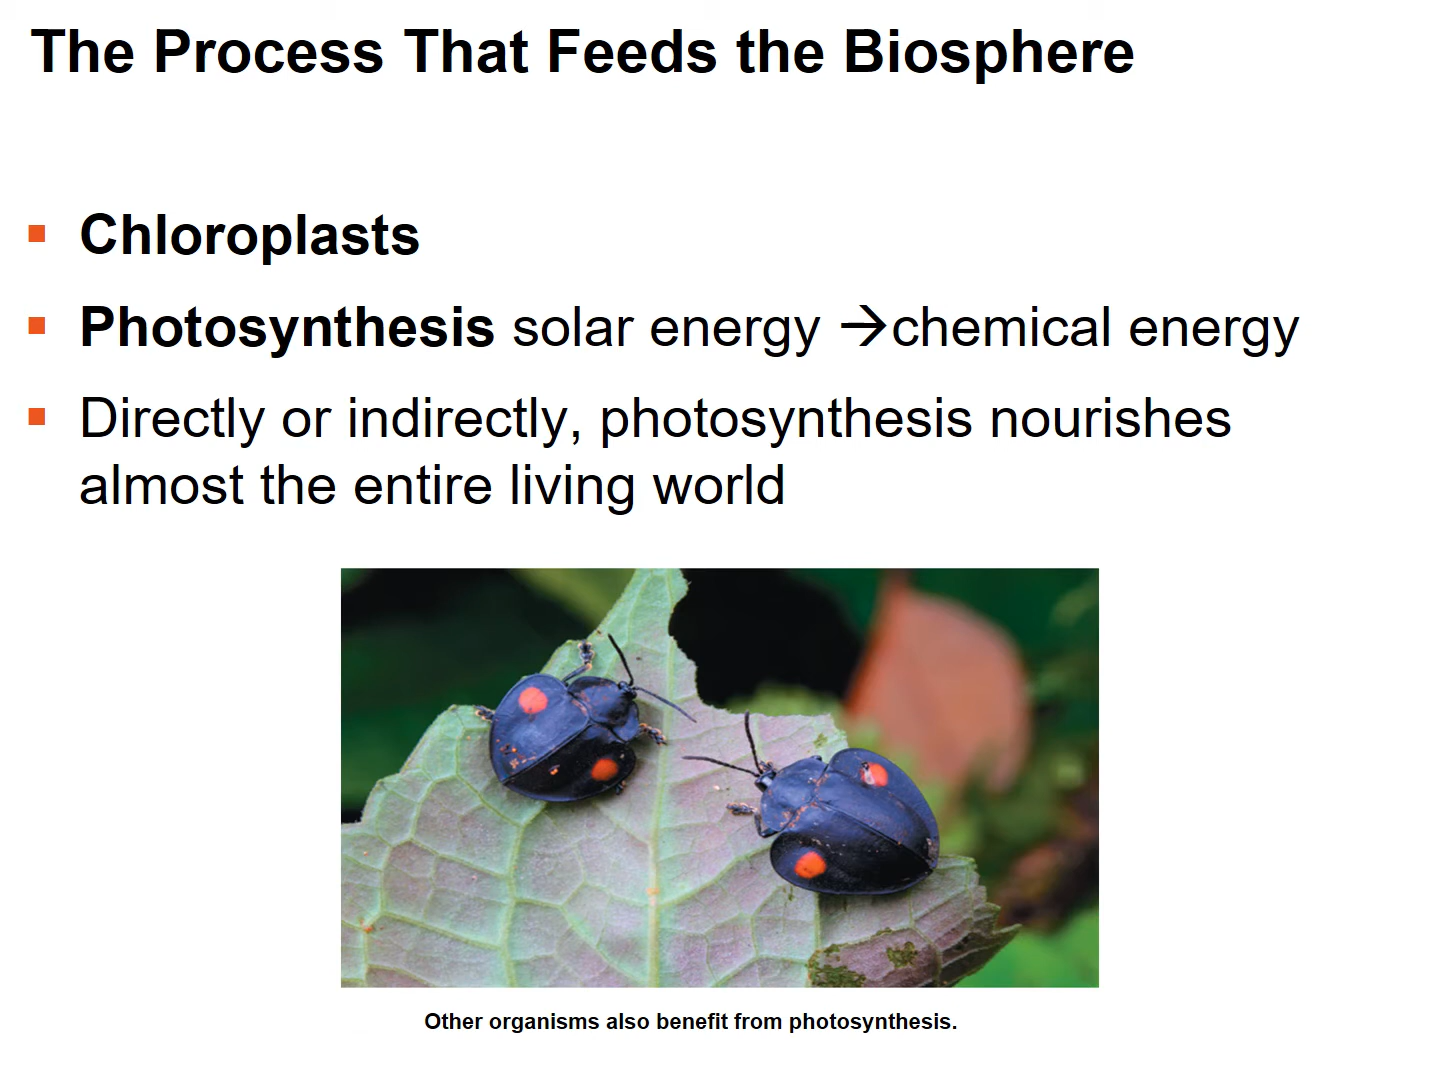 The Process That Feeds the Biosphere
Chloroplasts
Photosynthesis solar energy →chemical energy
Directly or indirectly, photosynthesis nourishes
almost the entire living world
Other organisms also benefit from photosynthesis.